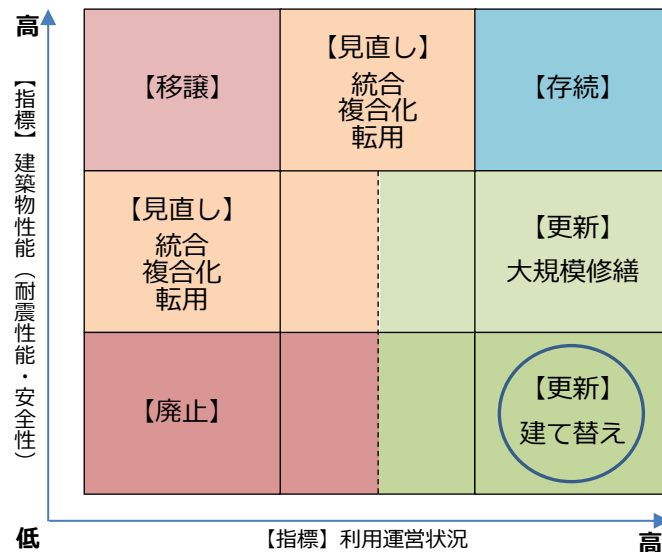 高
【指標】建築物性能（耐震性能・安全性）
【移譲】
【見直し】
統合
複合化
転用
【存続】
【見直し】
統合
複合化
転用
【更新】
大規模修繕
【廃止】
【更新】
建て替え
低
【指標】利用運営状況
高